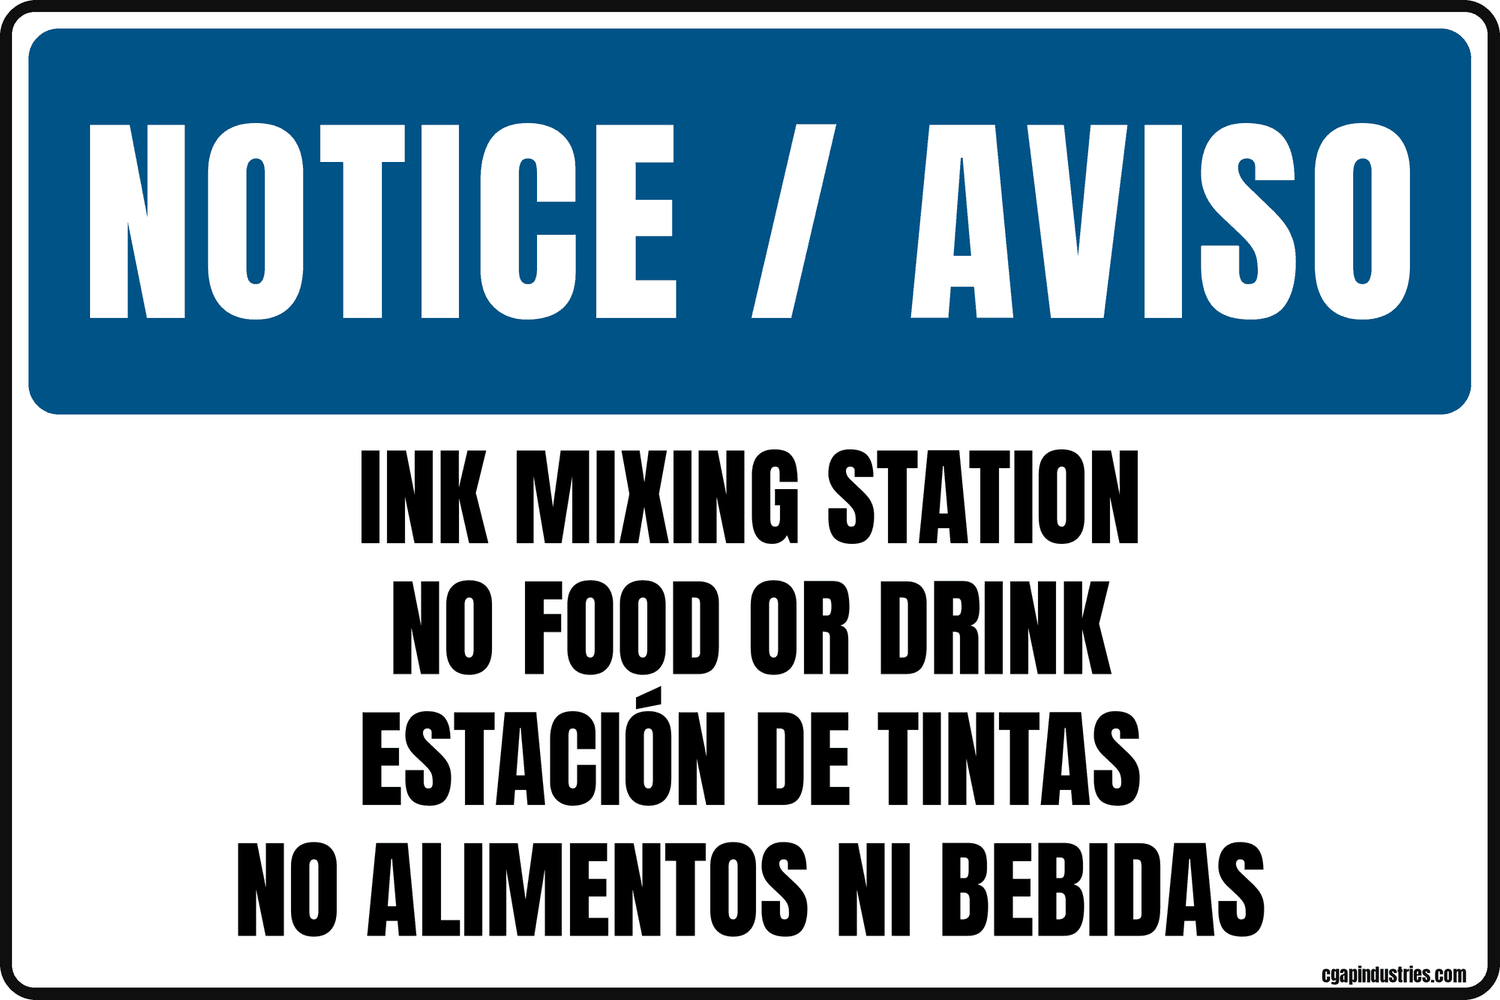 NOTICE / AVISO
INK MIXING STATION
NO FOOD OR DRINK
ESTACIÓN DE TINTAS
NO ALIMENTOS NI BEBIDAS
cgapindustries.com